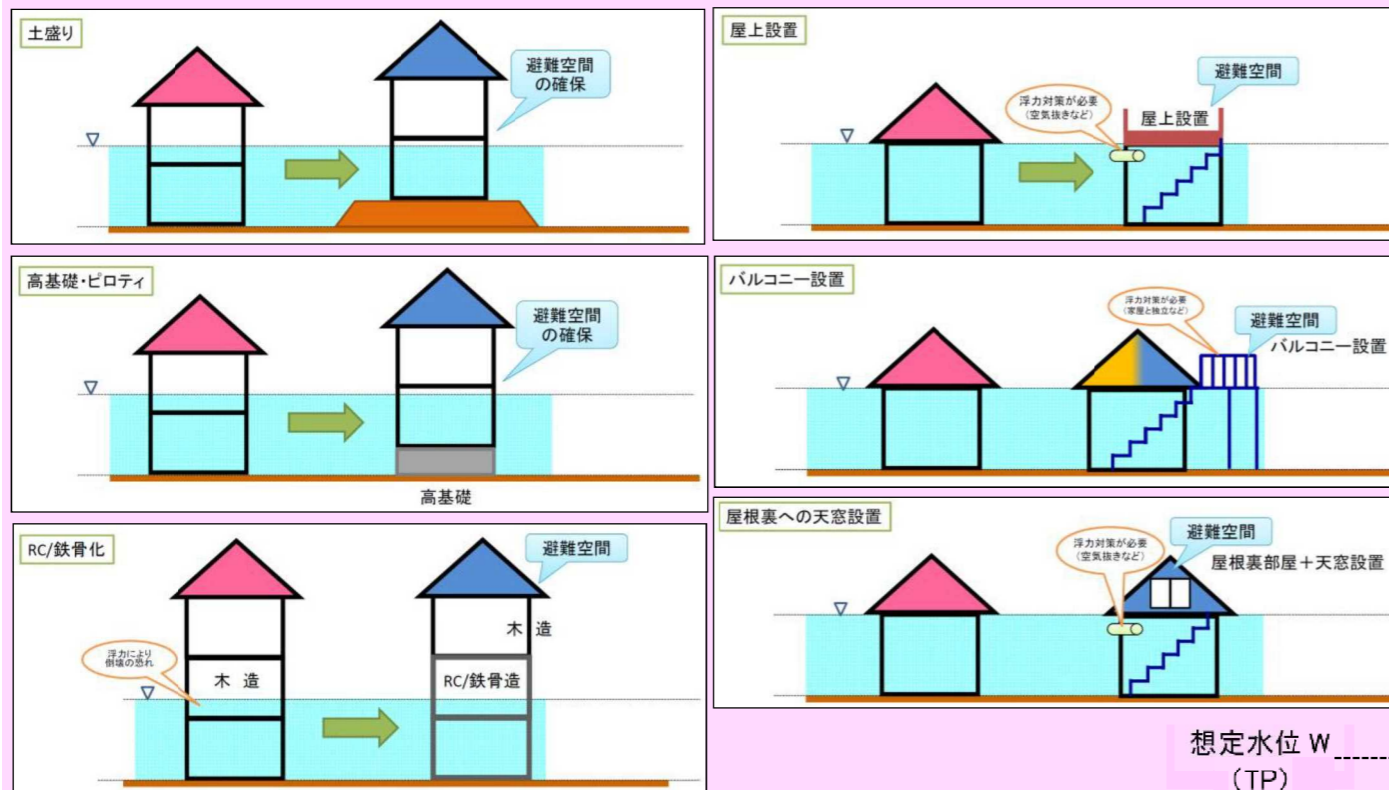 土盛り
避難空間
の確保
高基礎・ピロティ
避難空間
の確保
高基礎
RC/鉄骨化
避難空間
木 造
浮力により
倒壊の恐れ
木 造
RC/鉄骨造
屋上設置
避難空間
浮力対策が必要
(空気抜きなど)
屋上設置
バルコニー設置
浮力対策が必要
(家屋と独立など)
避難空間
バルコニー設置
屋根裏への天窓設置
避難空間
浮力対策が必要
(空気抜きなど)
屋根裏部屋＋天窓設置
想定水位 W
（TP）